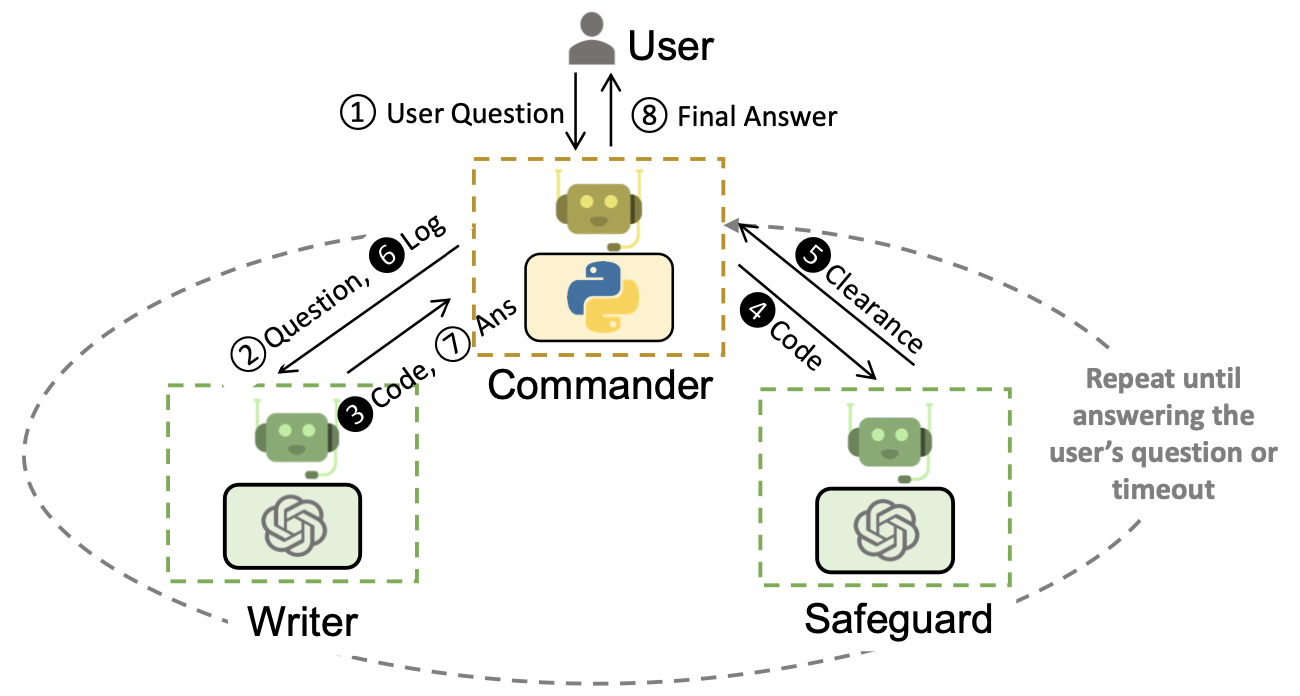 User
① User Question
⑧ Final Answer
② Question, ❻ Log
❸ Code, ⑦ Ans
❺ Clearance
❹ Code
Commander
Repeat until
answering the
user's question or
timeout
Writer
Safeguard